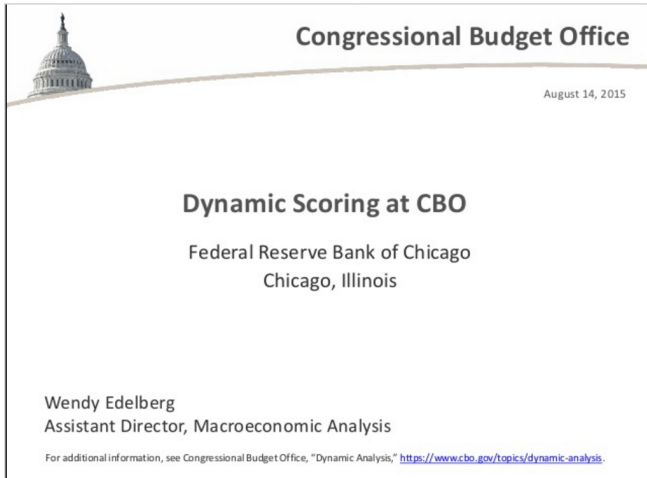 Congressional Budget Office
August 14, 2015
Dynamic Scoring at CBO
Federal Reserve Bank of Chicago
Chicago, Illinois
Wendy Edelberg
Assistant Director, Macroeconomic Analysis
For additional information, see Congressional Budget Office, “Dynamic Analysis,” https://www.cbo.gov/topics/dynamic-analysis.